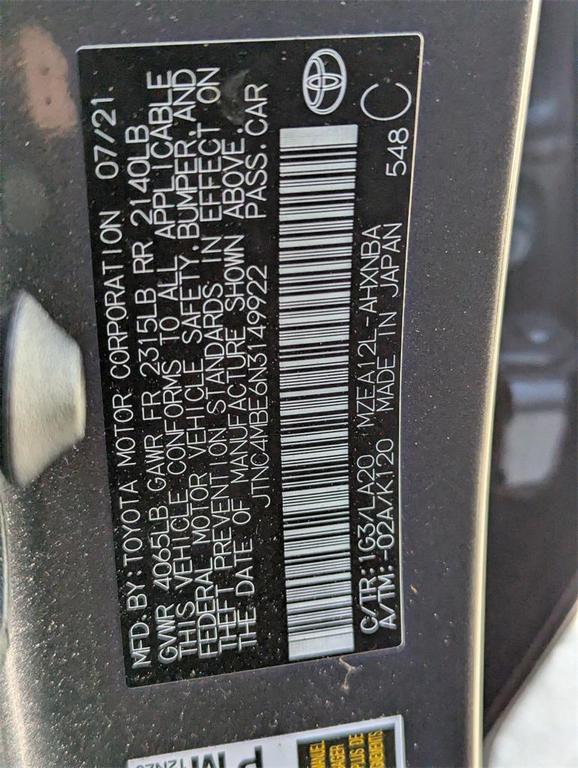 MFD. BY: TOYOTA MOTOR CORPORATION 07/21
GVWR 4065LB GAWR FR 2315LB RR 2140LB
THIS VEHICLE CONFORMS TO ALL APPLICABLE
FEDERAL MOTOR VEHICLE SAFETY, BUMPER, AND
THEFT PREVENTION STANDARDS IN EFFECT ON
THE DATE OF MANUFACTURE SHOWN ABOVE.
JTNC4MBE6N3149922 PASS. CAR
C/TR: 1G3/LA20 MZEA12L-AHXNBA
A/TM: -02A/K120 MADE IN JAPAN 548
C